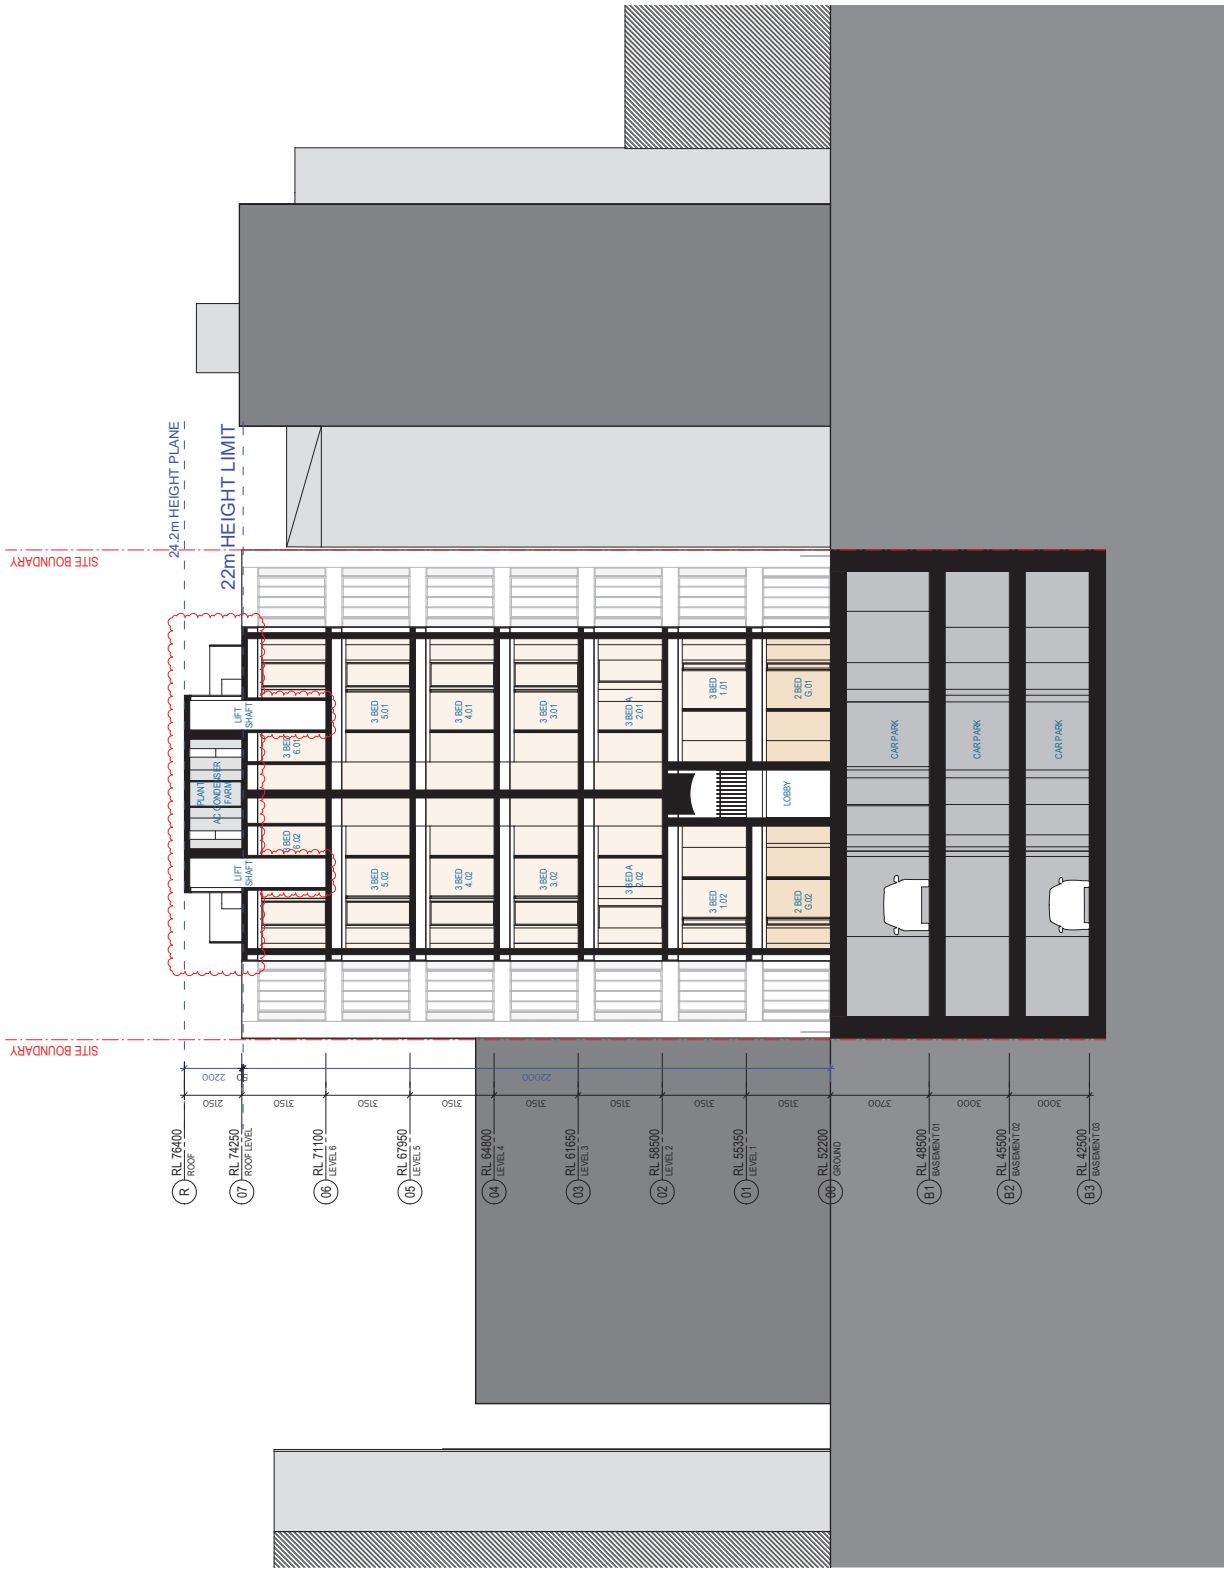 SITE BOUNDARY
SITE BOUNDARY
24.2m HEIGHT PLANE
22m HEIGHT LIMIT
LIFT
SHAFT
PLANT
AC CONDENSER
FARM
LIFT
SHAFT
3 BED
6.02
3 BED
6.01
3 BED
5.02
3 BED
5.01
3 BED
4.02
3 BED
4.01
3 BED
3.02
3 BED
3.01
3 BED A
2.02
3 BED A
2.01
3 BED
1.02
3 BED
1.01
2 BED
G.02
LOBBY
2 BED
G.01
CARPARK
CARPARK
CARPARK
2200
50
22000
2150
3150
3150
3150
3150
3150
3150
3150
3700
3000
3000
R
RL 76400
ROOF
07
RL 74250
ROOF LEVEL
06
RL 71100
LEVEL 6
05
RL 67950
LEVEL 5
04
RL 64800
LEVEL 4
03
RL 61650
LEVEL 3
02
RL 58500
LEVEL 2
01
RL 55350
LEVEL 1
00
RL 52200
GROUND
B1
RL 48500
BASEMENT 01
B2
RL 45500
BASEMENT 02
B3
RL 42500
BASEMENT 03